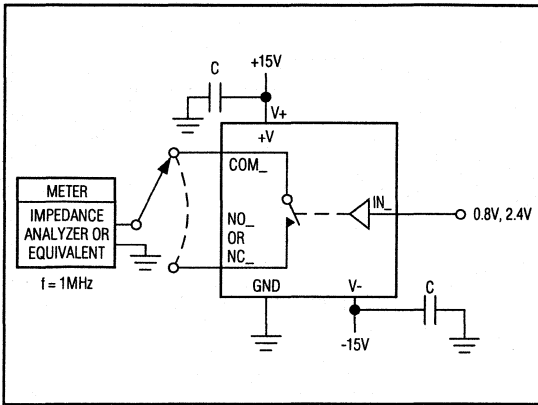 C
+15V
V+
+V
COM_
METER
IMPEDANCE
ANALYZER OR
EQUIVALENT
f = 1MHz
NO_
OR
NC_
IN_
0.8V, 2.4V
GND
V-
C
-15V